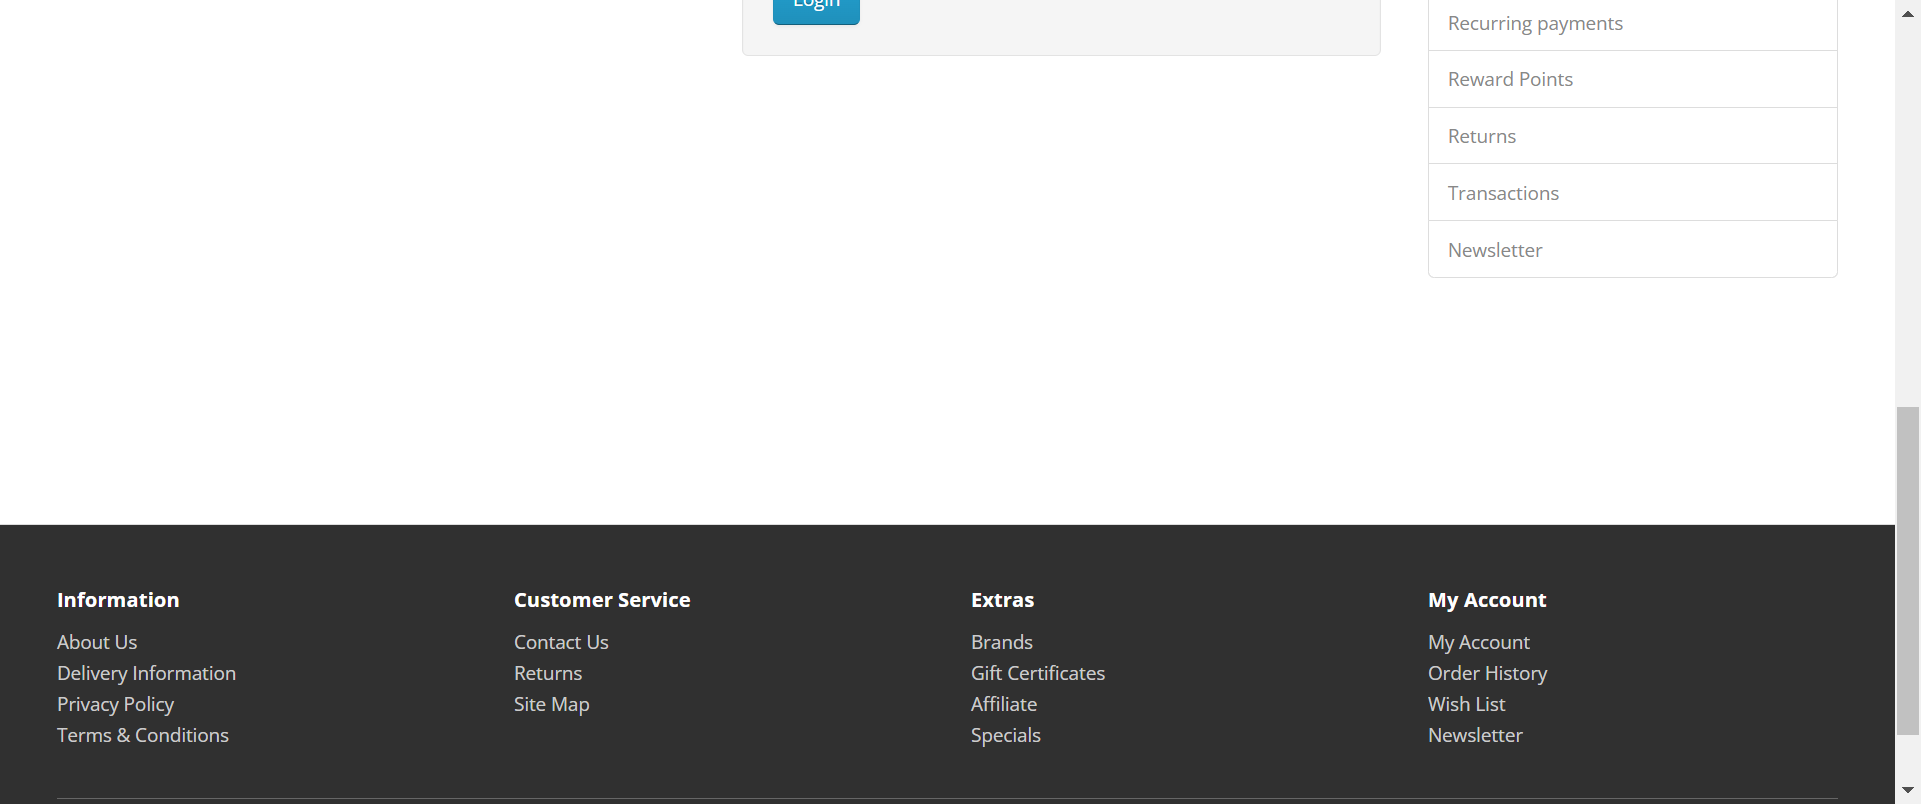 Login
Recurring payments
Reward Points
Returns
Transactions
Newsletter
Information
About Us
Delivery Information
Privacy Policy
Terms & Conditions
Customer Service
Contact Us
Returns
Site Map
Extras
Brands
Gift Certificates
Affiliate
Specials
My Account
My Account
Order History
Wish List
Newsletter